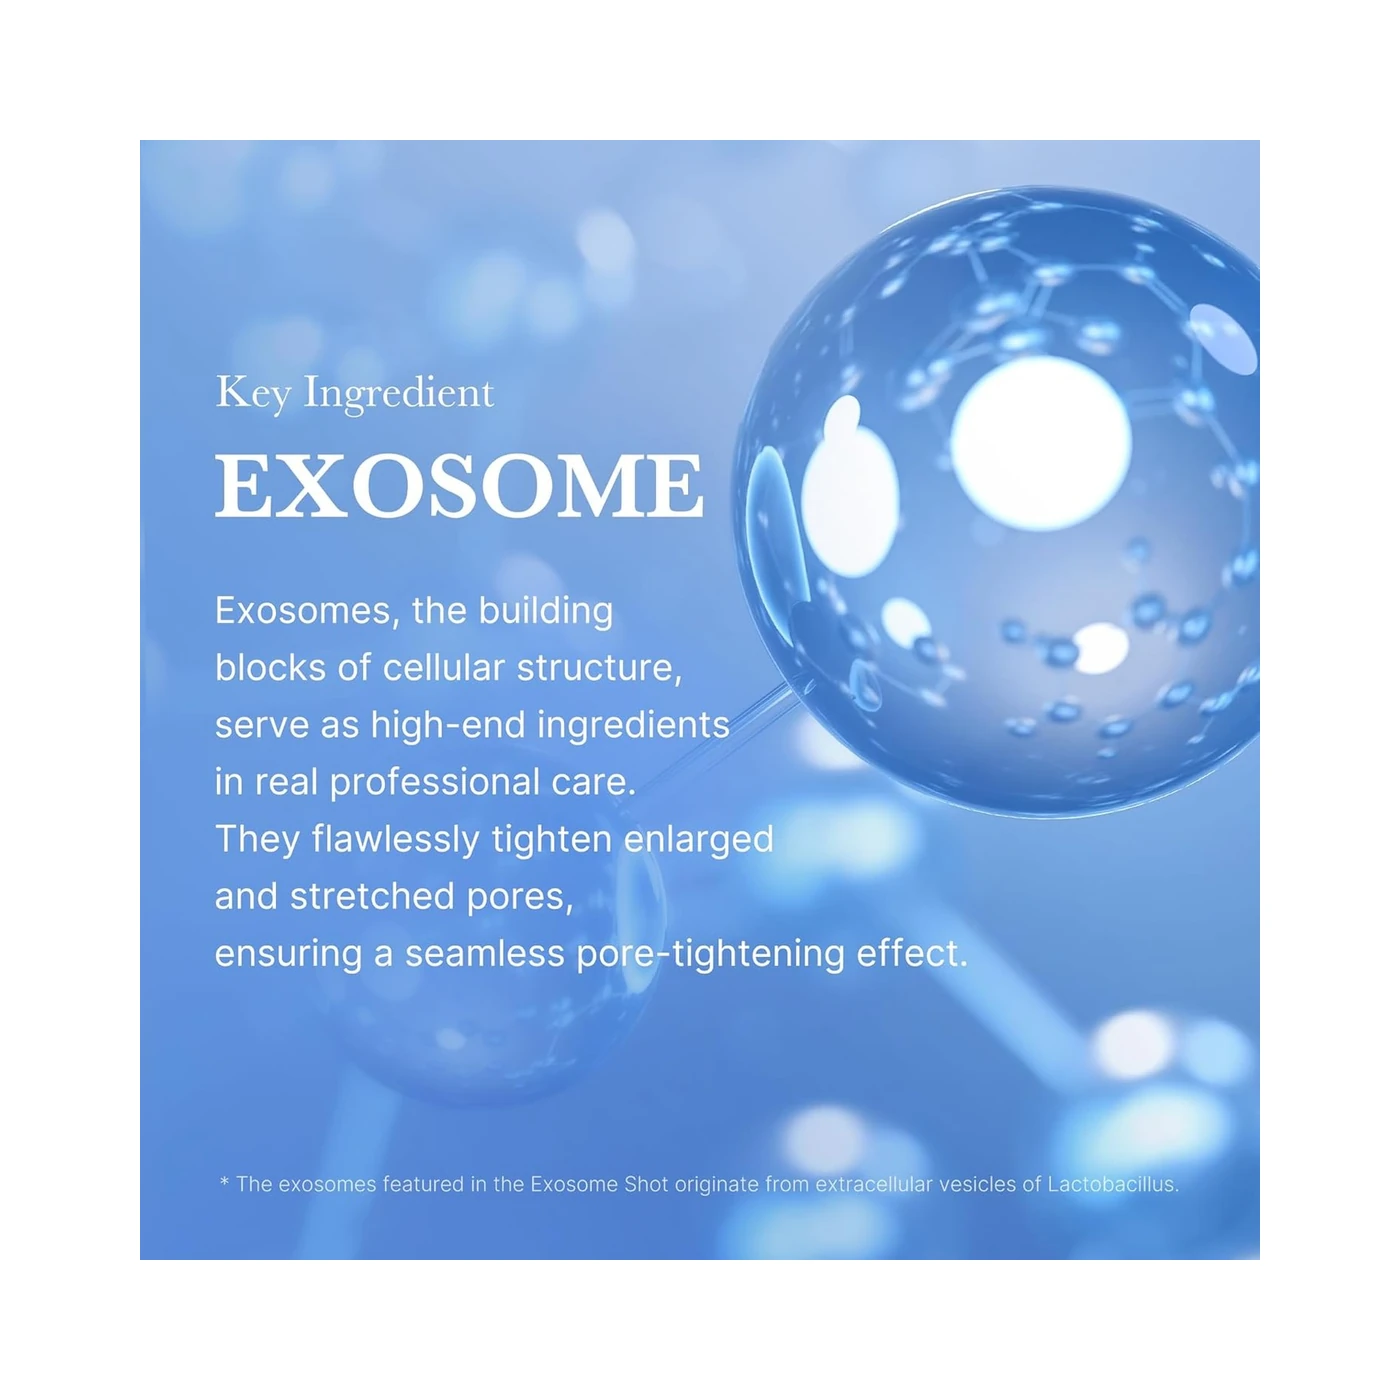 Key Ingredient
EXOSOME
Exosomes, the building
blocks of cellular structure,
serve as high-end ingredients
in real professional care.
They flawlessly tighten enlarged
and stretched pores,
ensuring a seamless pore-tightening effect.
* The exosomes featured in the Exosome Shot originate from extracellular vesicles of Lactobacillus.